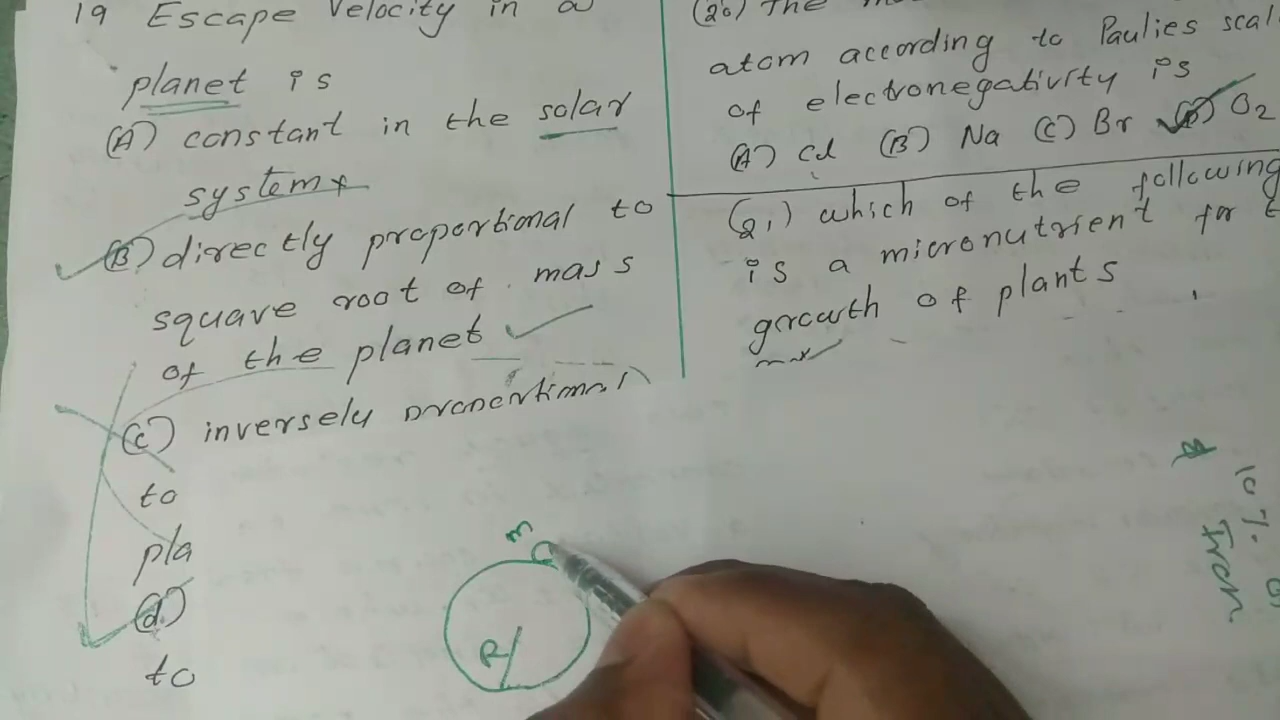 19 Escape Velocity in a
planet is
(A) constant in the solar
system
(B) directly proportional to
square root of mass
of the planet
(C) inversely proportional
to
pla
(d)
to
(20) The
atom according to Paulies scal
of electronegativity is
(A) Cl (B) Na (C) Br (D) O2
(21) which of the following
is a micronutrient for t
growth of plants
m
R
10%
Iron